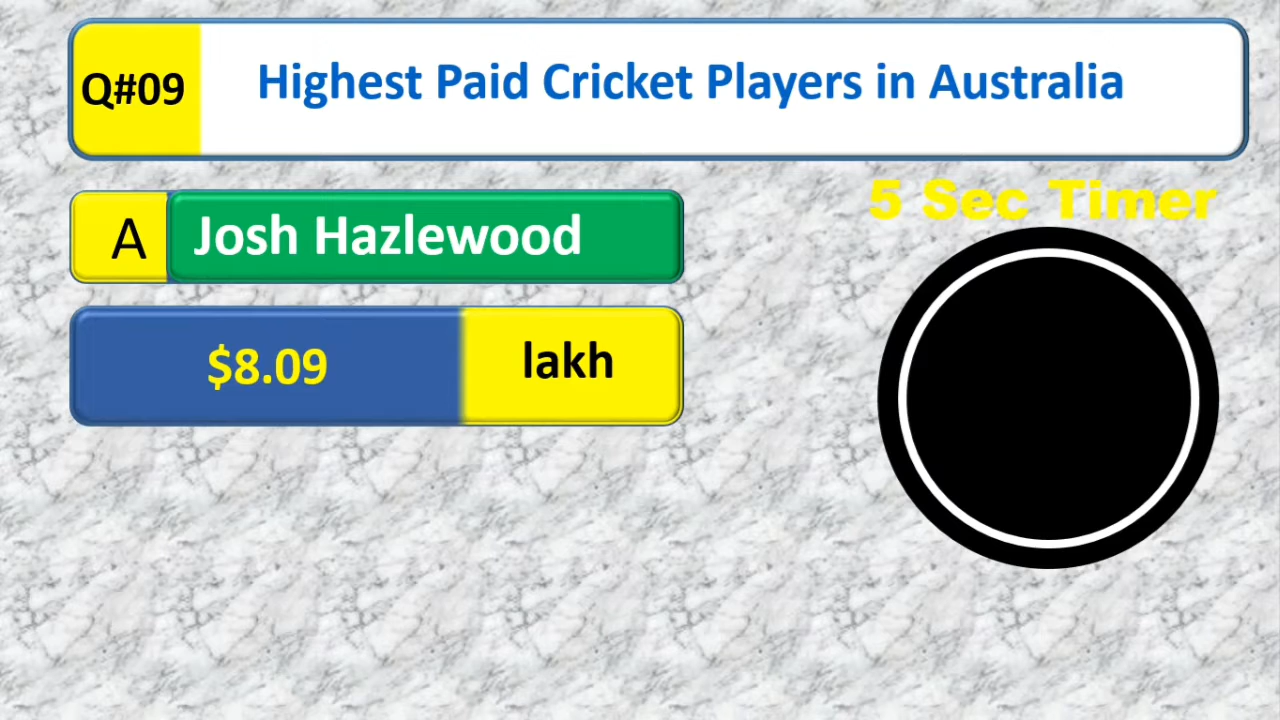 Q#09
Highest Paid Cricket Players in Australia
5 Sec Timer
A
Josh Hazlewood
$8.09
lakh